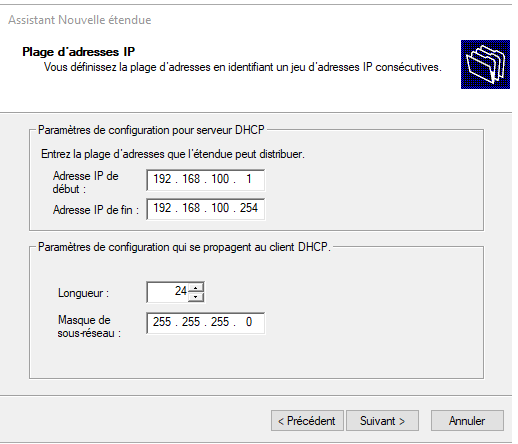 Assistant Nouvelle étendue
Plage d'adresses IP
Vous définissez la plage d'adresses en identifiant un jeu d'adresses IP consécutives.
Paramètres de configuration pour serveur DHCP
Entrez la plage d'adresses que l'étendue peut distribuer.
Adresse IP de
début :
192 . 168 . 100 . 1
Adresse IP de fin :
192 . 168 . 100 . 254
Paramètres de configuration qui se propagent au client DHCP.
Longueur :
24
Masque de
sous-réseau :
255 . 255 . 255 . 0
< Précédent
Suivant >
Annuler